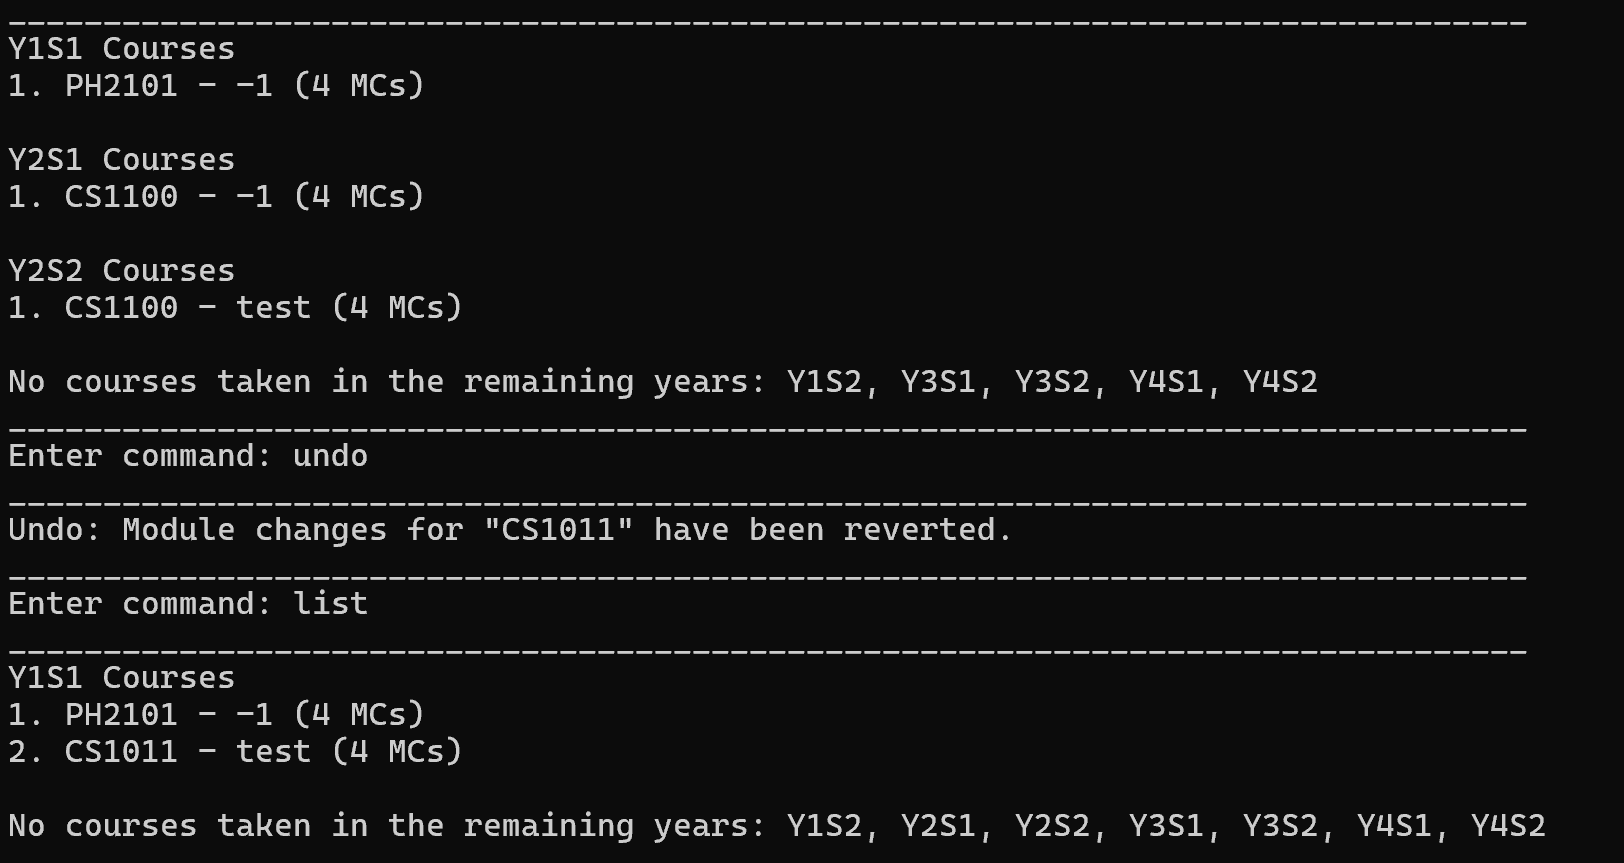 ________________________________________________________________________________
Y1S1 Courses
1. PH2101 - -1 (4 MCs)
Y2S1 Courses
1. CS1100 - -1 (4 MCs)
Y2S2 Courses
1. CS1100 - test (4 MCs)
No courses taken in the remaining years: Y1S2, Y3S1, Y3S2, Y4S1, Y4S2
________________________________________________________________________________
Enter command: undo
________________________________________________________________________________
Undo: Module changes for "CS1011" have been reverted.
________________________________________________________________________________
Enter command: list
________________________________________________________________________________
Y1S1 Courses
1. PH2101 - -1 (4 MCs)
2. CS1011 - test (4 MCs)
No courses taken in the remaining years: Y1S2, Y2S1, Y2S2, Y3S1, Y3S2, Y4S1, Y4S2